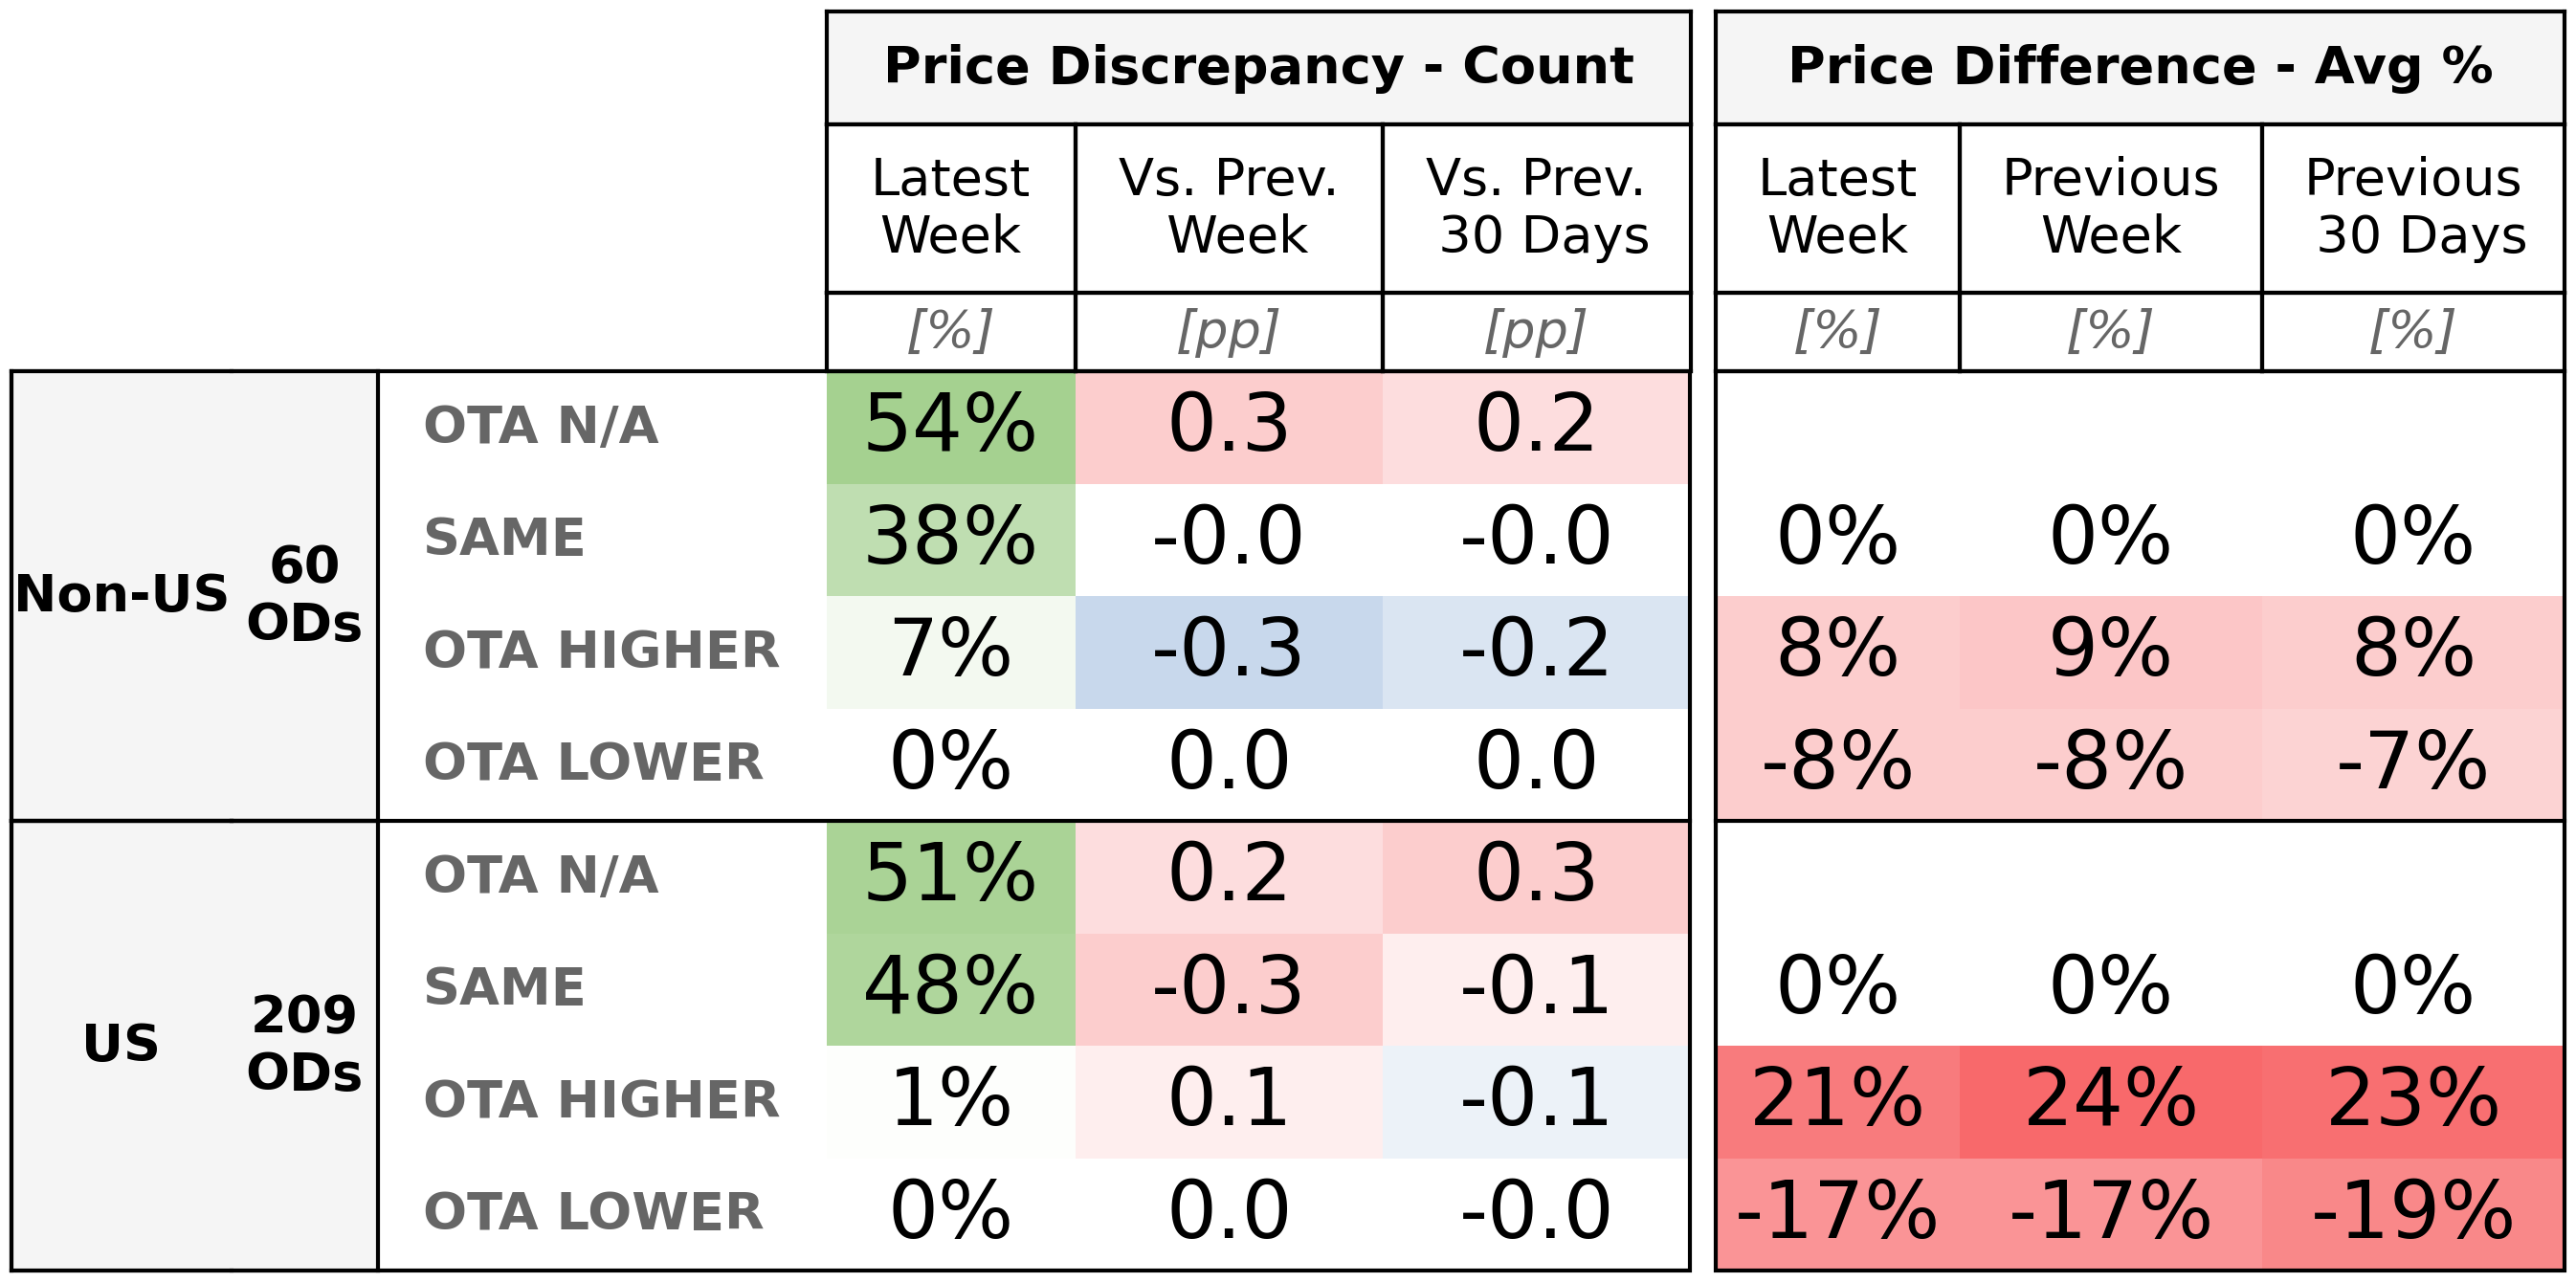 Price Discrepancy - Count Price Difference - Avg %
Latest Week Vs. Prev. Week Vs. Prev. 30 Days Latest Week Previous Week Previous 30 Days
[%] [pp] [pp] [%] [%] [%]
Non-US 60 ODs
OTA N/A 54% 0.3 0.2
SAME 38% -0.0 -0.0 0% 0% 0%
OTA HIGHER 7% -0.3 -0.2 8% 9% 8%
OTA LOWER 0% 0.0 0.0 -8% -8% -7%
US 209 ODs
OTA N/A 51% 0.2 0.3
SAME 48% -0.3 -0.1 0% 0% 0%
OTA HIGHER 1% 0.1 -0.1 21% 24% 23%
OTA LOWER 0% 0.0 -0.0 -17% -17% -19%